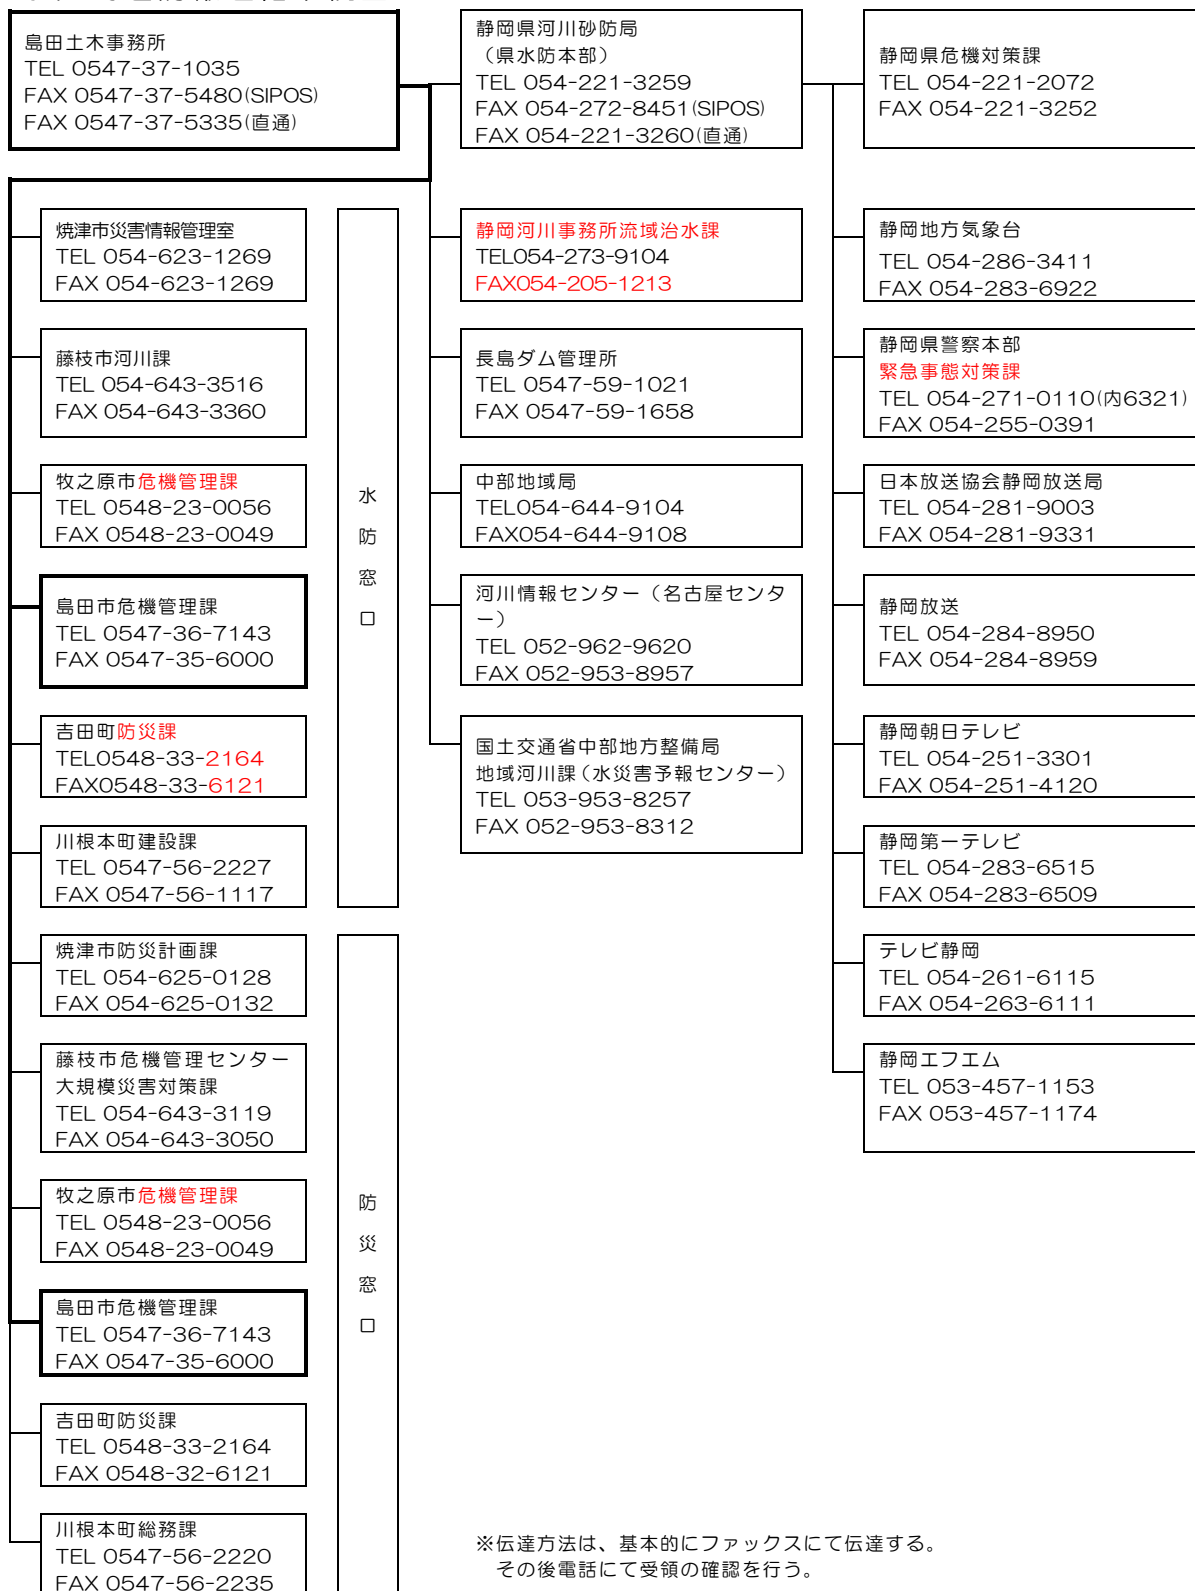 島田土木事務所
TEL 0547-37-1035
FAX 0547-37-5480(SIPOS)
FAX 0547-37-5335(直通)
静岡県河川砂防局
（県水防本部）
TEL 054-221-3259
FAX 054-272-8451(SIPOS)
FAX 054-221-3260(直通)
静岡県危機対策課
TEL 054-221-2072
FAX 054-221-3252
焼津市災害情報管理室
TEL 054-623-1269
FAX 054-623-1269
藤枝市河川課
TEL 054-643-3516
FAX 054-643-3360
牧之原市危機管理課
TEL 0548-23-0056
FAX 0548-23-0049
島田市危機管理課
TEL 0547-36-7143
FAX 0547-35-6000
吉田町防災課
TEL0548-33-2164
FAX0548-33-6121
川根本町建設課
TEL 0547-56-2227
FAX 0547-56-1117
水防窓口
焼津市防災計画課
TEL 054-625-0128
FAX 054-625-0132
藤枝市危機管理センター
大規模災害対策課
TEL 054-643-3119
FAX 054-643-3050
牧之原市危機管理課
TEL 0548-23-0056
FAX 0548-23-0049
島田市危機管理課
TEL 0547-36-7143
FAX 0547-35-6000
吉田町防災課
TEL 0548-33-2164
FAX 0548-32-6121
川根本町総務課
TEL 0547-56-2220
FAX 0547-56-2235
防災窓口
静岡河川事務所流域治水課
TEL054-273-9104
FAX054-205-1213
長島ダム管理所
TEL 0547-59-1021
FAX 0547-59-1658
中部地域局
TEL054-644-9104
FAX054-644-9108
河川情報センター（名古屋センタ
ー）
TEL 052-962-9620
FAX 052-953-8957
国土交通省中部地方整備局
地域河川課（水災害予報センター）
TEL 053-953-8257
FAX 052-953-8312
静岡地方気象台
TEL 054-286-3411
FAX 054-283-6922
静岡県警察本部
緊急事態対策課
TEL 054-271-0110(内6321)
FAX 054-255-0391
日本放送協会静岡放送局
TEL 054-281-9003
FAX 054-281-9331
静岡放送
TEL 054-284-8950
FAX 054-284-8959
静岡朝日テレビ
TEL 054-251-3301
FAX 054-251-4120
静岡第一テレビ
TEL 054-283-6515
FAX 054-283-6509
テレビ静岡
TEL 054-261-6115
FAX 054-263-6111
静岡エフエム
TEL 053-457-1153
FAX 053-457-1174
※伝達方法は、基本的にファックスにて伝達する。
その後電話にて受領の確認を行う。